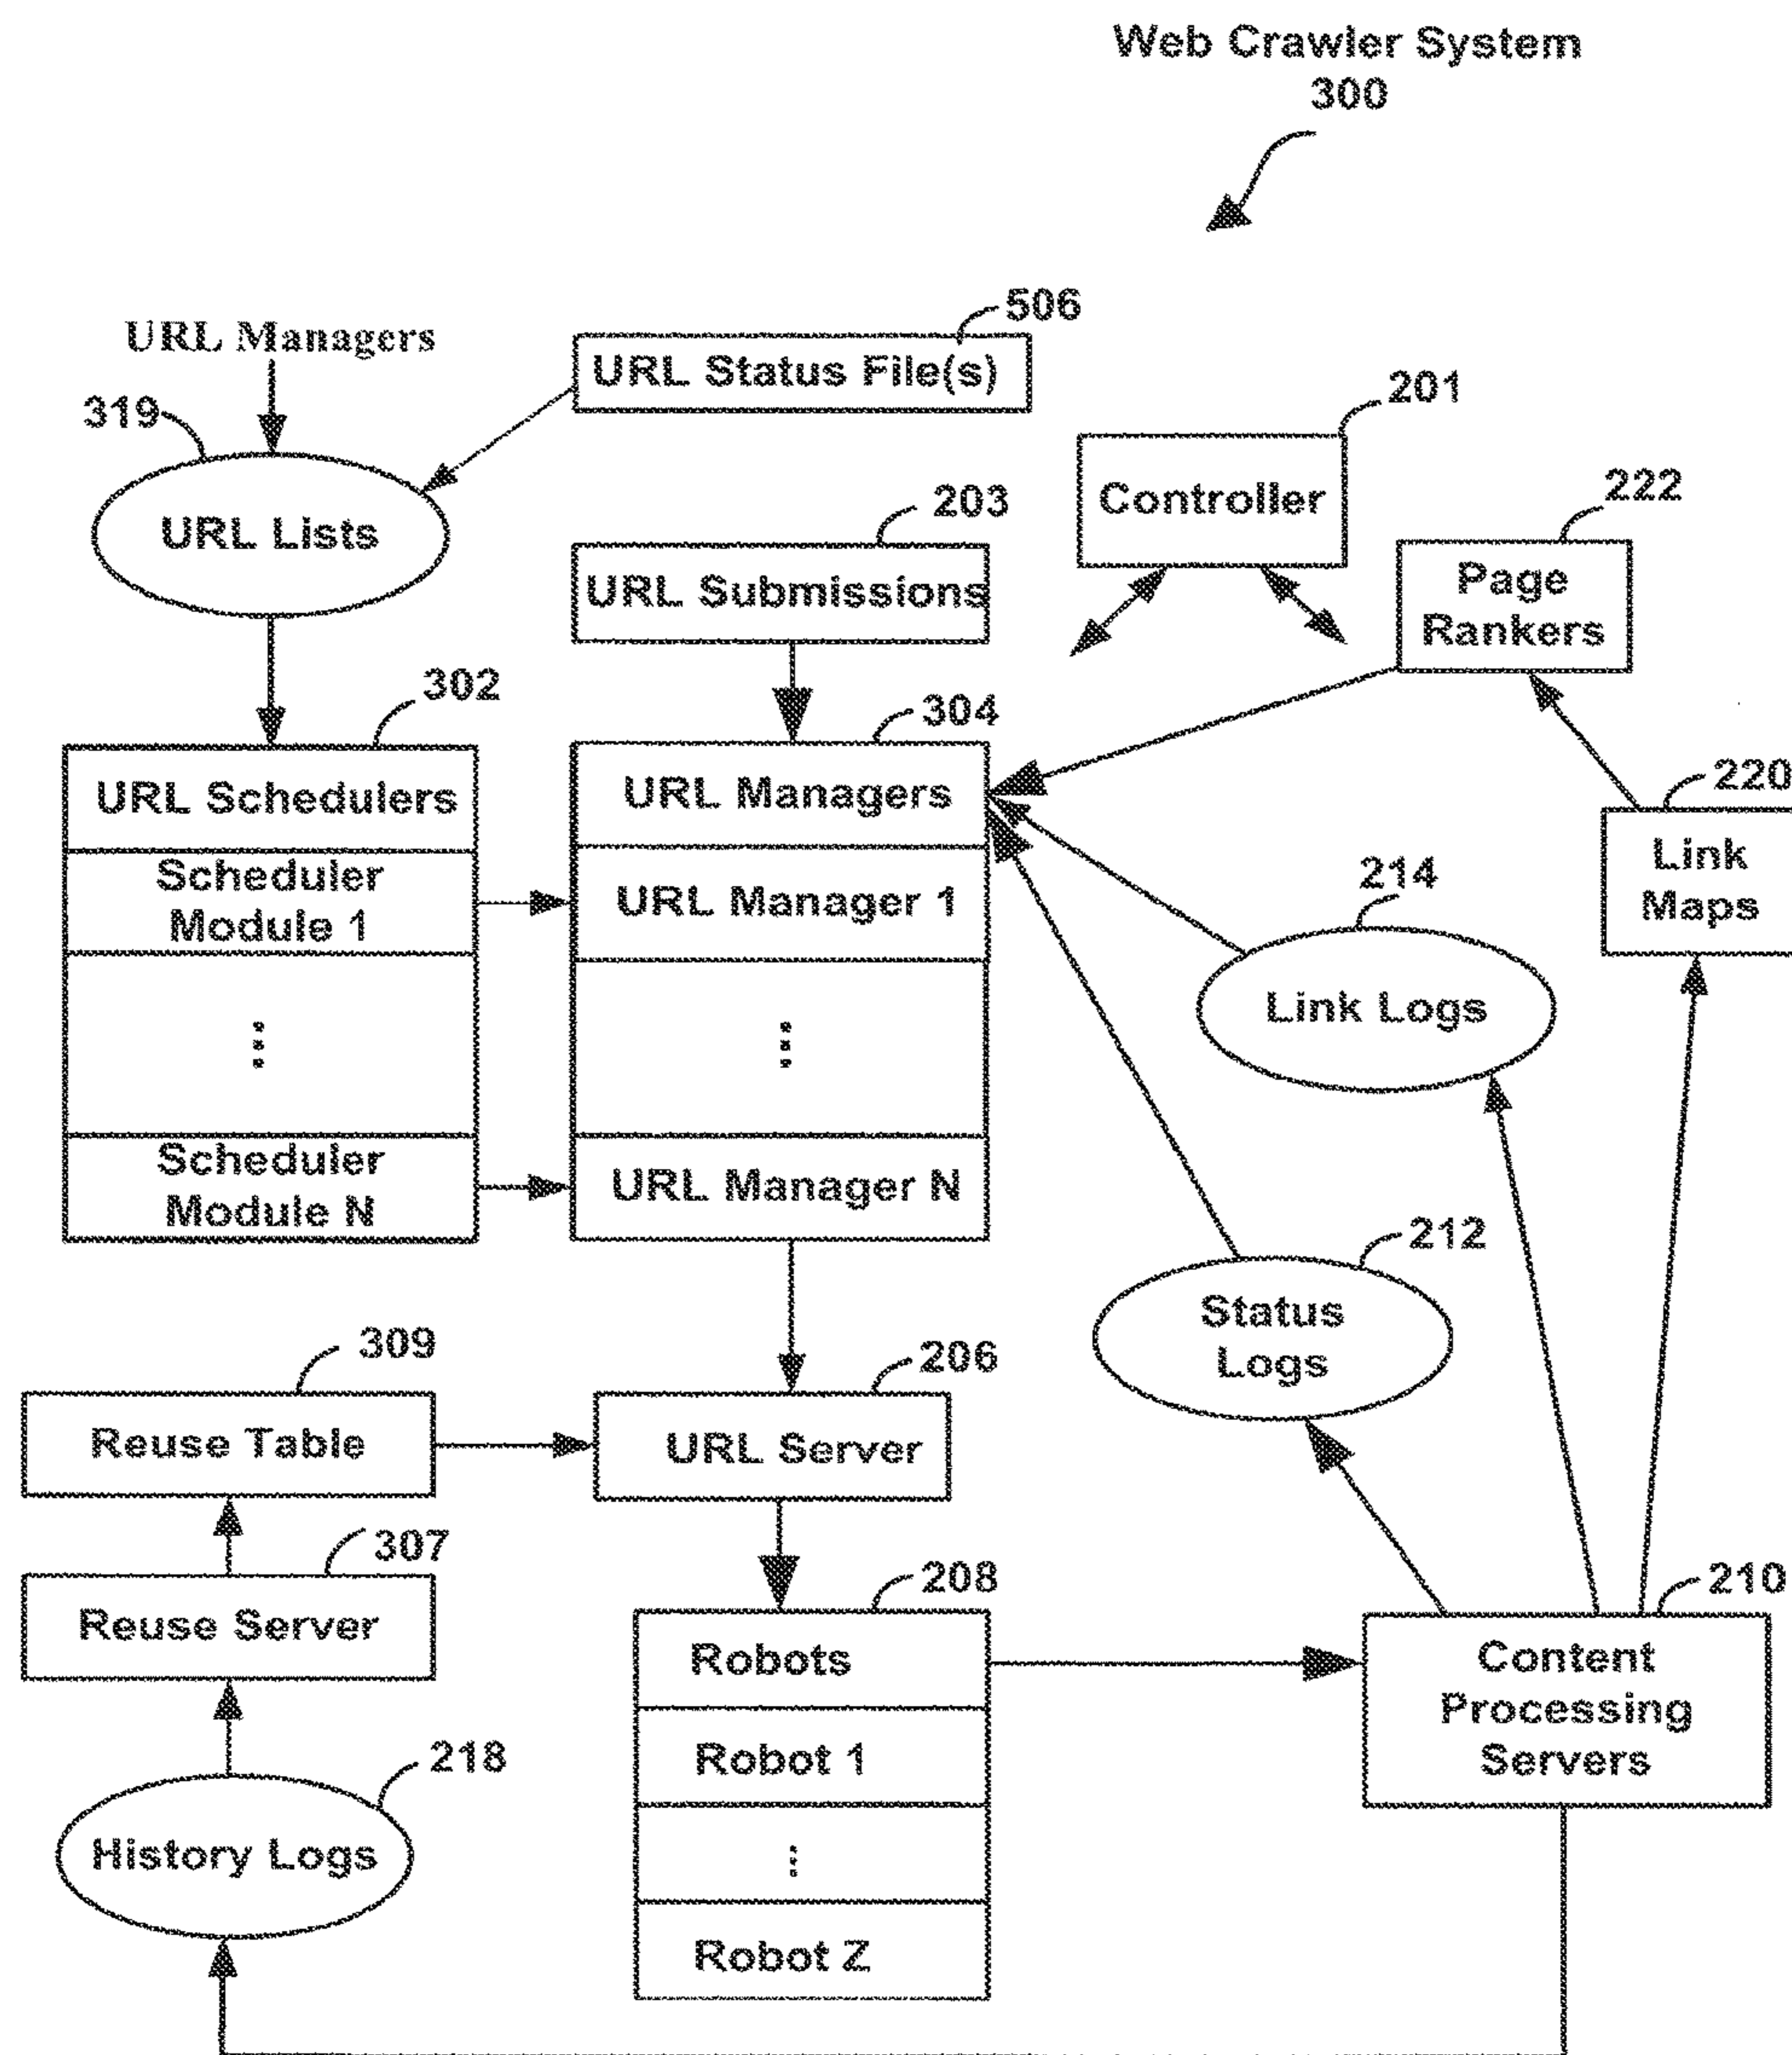 Web Crawler System
300
506
URL Managers
URL Status File(s)
201
319
Controller
222
203
URL Lists
Page
Rankers
URL Submissions
302
304
220
URL Schedulers
URL Managers
Link
Maps
Scheduler
Module 1
URL Manager 1
214
Link Logs
Scheduler
Module N
URL Manager N
212
Status
Logs
309
206
Reuse Table
URL Server
307
208
210
Reuse Server
Robots
Content
Processing
Servers
218
Robot 1
History Logs
Robot Z